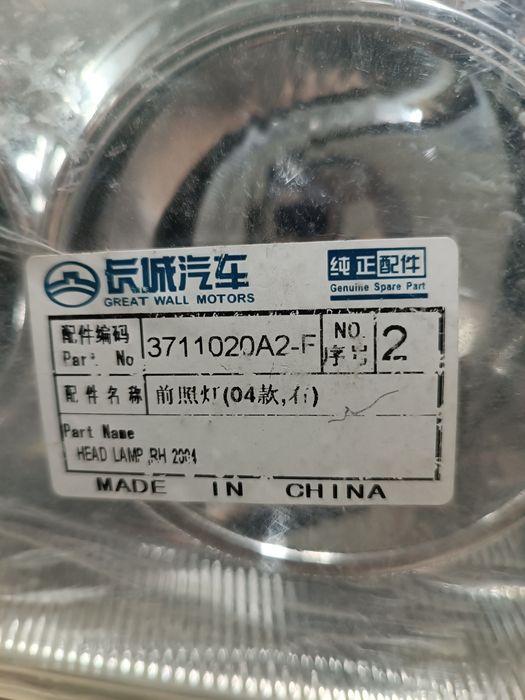 长城汽车 纯正配件
GREAT WALL MOTORS Genuine Spare Part
配件编码 3711020A2-F NO. 2
Part No 序号
配件名称 前照灯(04款,右)
Part Name
HEAD LAMP,RH 2004
MADE IN CHINA